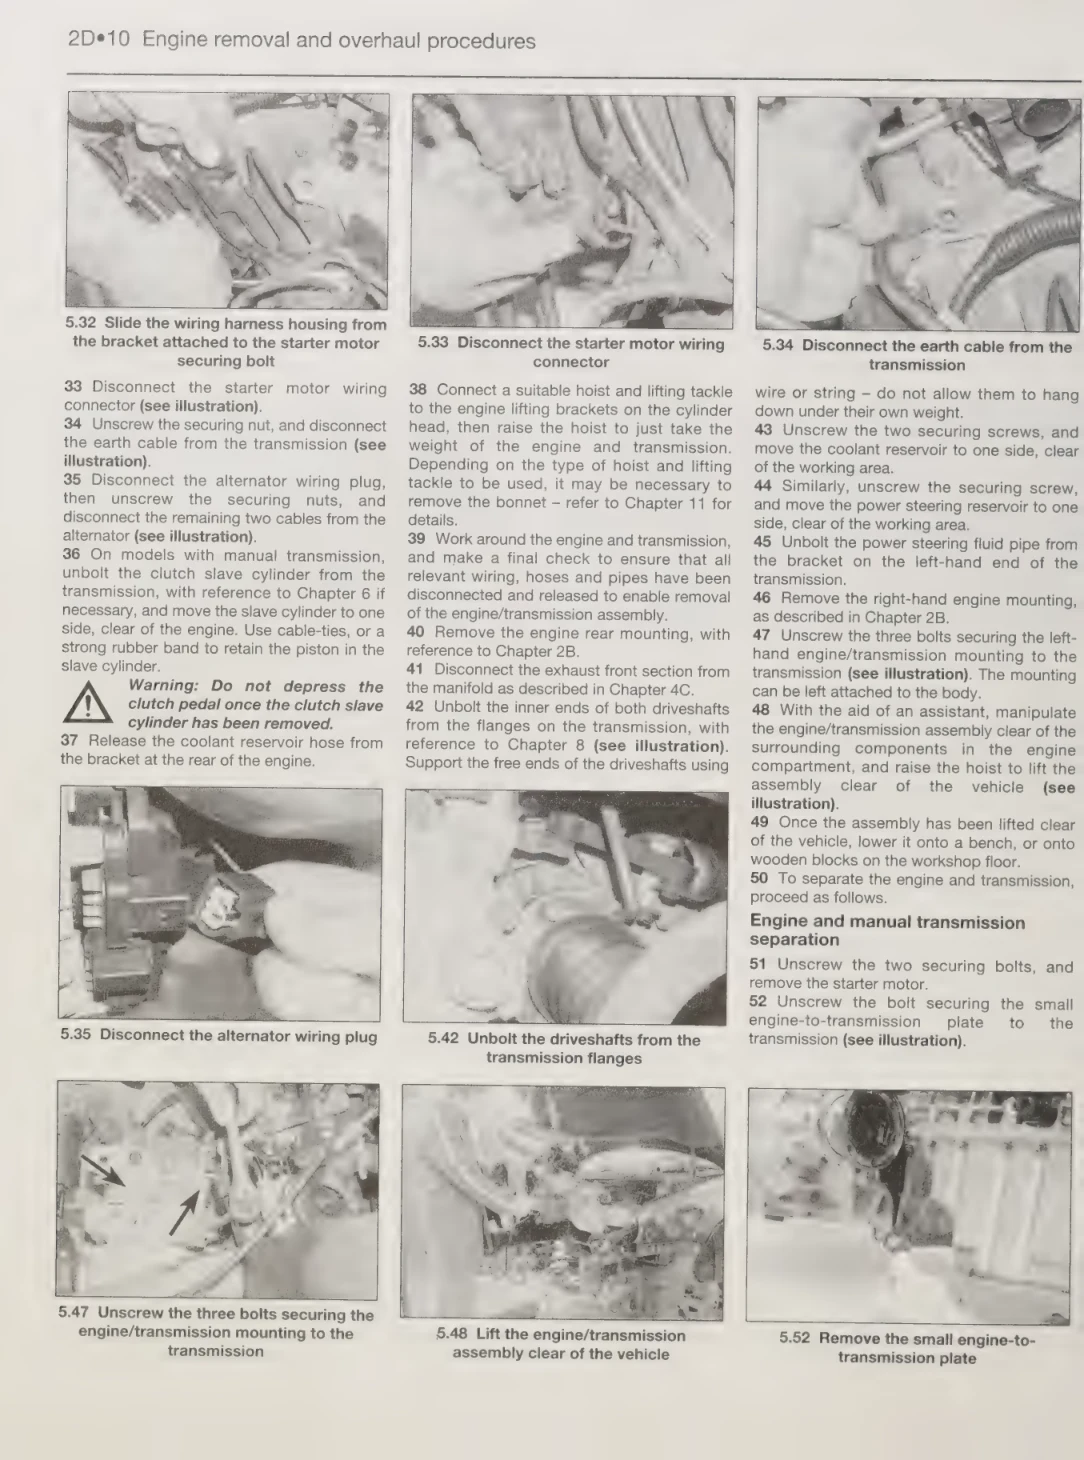 2D•10 Engine removal and overhaul procedures
5.32 Slide the wiring harness housing from
the bracket attached to the starter motor
securing bolt
5.33 Disconnect the starter motor wiring
connector
5.34 Disconnect the earth cable from the
transmission
33 Disconnect the starter motor wiring
connector (see illustration).
34 Unscrew the securing nut, and disconnect
the earth cable from the transmission (see
illustration).
35 Disconnect the alternator wiring plug,
then unscrew the securing nuts, and
disconnect the remaining two cables from the
alternator (see illustration).
36 On models with manual transmission,
unbolt the clutch slave cylinder from the
transmission, with reference to Chapter 6 if
necessary, and move the slave cylinder to one
side, clear of the engine. Use cable-ties, or a
strong rubber band to retain the piston in the
slave cylinder.
Warning: Do not depress the
clutch pedal once the clutch slave
cylinder has been removed.
37 Release the coolant reservoir hose from
the bracket at the rear of the engine.
38 Connect a suitable hoist and lifting tackle
to the engine lifting brackets on the cylinder
head, then raise the hoist to just take the
weight of the engine and transmission.
Depending on the type of hoist and lifting
tackle to be used, it may be necessary to
remove the bonnet – refer to Chapter 11 for
details.
39 Work around the engine and transmission,
and make a final check to ensure that all
relevant wiring, hoses and pipes have been
disconnected and released to enable removal
of the engine/transmission assembly.
40 Remove the engine rear mounting, with
reference to Chapter 2B.
41 Disconnect the exhaust front section from
the manifold as described in Chapter 4C.
42 Unbolt the inner ends of both driveshafts
from the flanges on the transmission, with
reference to Chapter 8 (see illustration).
Support the free ends of the driveshafts using
wire or string – do not allow them to hang
down under their own weight.
43 Unscrew the two securing screws, and
move the coolant reservoir to one side, clear
of the working area.
44 Similarly, unscrew the securing screw,
and move the power steering reservoir to one
side, clear of the working area.
45 Unbolt the power steering fluid pipe from
the bracket on the left-hand end of the
transmission.
46 Remove the right-hand engine mounting,
as described in Chapter 2B.
47 Unscrew the three bolts securing the left-
hand engine/transmission mounting to the
transmission (see illustration). The mounting
can be left attached to the body.
48 With the aid of an assistant, manipulate
the engine/transmission assembly clear of the
surrounding components in the engine
compartment, and raise the hoist to lift the
assembly clear of the vehicle (see
illustration).
49 Once the assembly has been lifted clear
of the vehicle, lower it onto a bench, or onto
wooden blocks on the workshop floor.
50 To separate the engine and transmission,
proceed as follows.
Engine and manual transmission
separation
51 Unscrew the two securing bolts, and
remove the starter motor.
52 Unscrew the bolt securing the small
engine-to-transmission plate to the
transmission (see illustration).
5.35 Disconnect the alternator wiring plug
5.42 Unbolt the driveshafts from the
transmission flanges
5.47 Unscrew the three bolts securing the
engine/transmission mounting to the
transmission
5.48 Lift the engine/transmission
assembly clear of the vehicle
5.52 Remove the small engine-to-
transmission plate